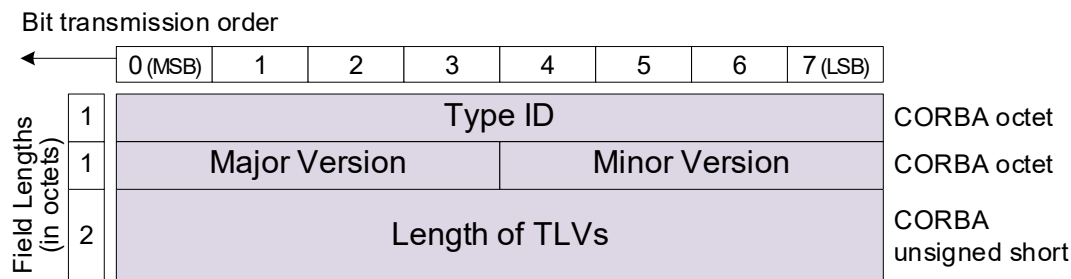 Bit transmission order
0 (MSB) 1 2 3 4 5 6 7 (LSB)
Field Lengths
(in octets)
1 Type ID CORBA octet
1 Major Version Minor Version CORBA octet
2 Length of TLVs CORBA
unsigned short